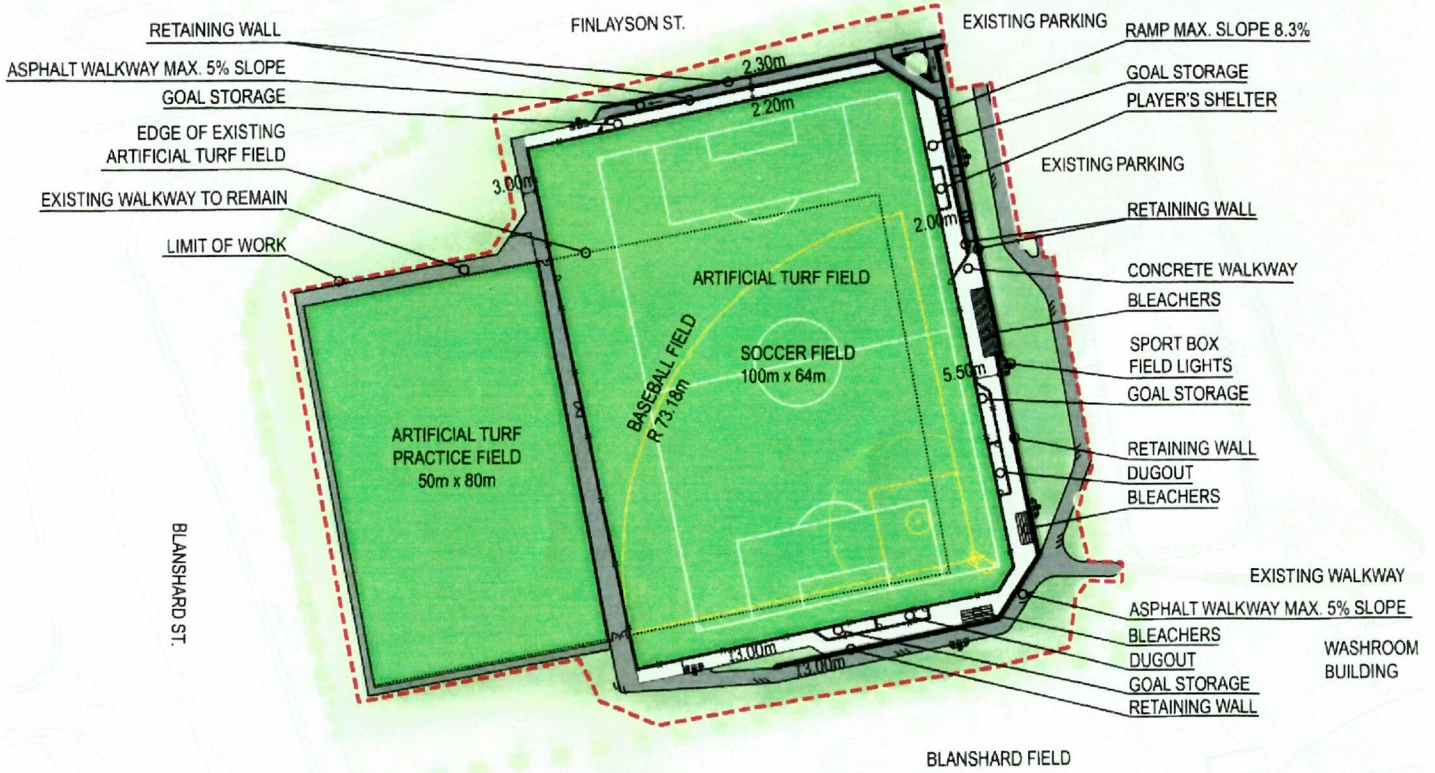 FINLAYSON ST.
EXISTING PARKING
RETAINING WALL
ASPHALT WALKWAY MAX. 5% SLOPE
GOAL STORAGE
EDGE OF EXISTING
ARTIFICIAL TURF FIELD
EXISTING WALKWAY TO REMAIN
LIMIT OF WORK
RAMP MAX. SLOPE 8.3%
GOAL STORAGE
PLAYER'S SHELTER
EXISTING PARKING
RETAINING WALL
CONCRETE WALKWAY
BLEACHERS
SPORT BOX
FIELD LIGHTS
GOAL STORAGE
RETAINING WALL
DUGOUT
BLEACHERS
EXISTING WALKWAY
ASPHALT WALKWAY MAX. 5% SLOPE
BLEACHERS
DUGOUT
GOAL STORAGE
RETAINING WALL
WASHROOM
BUILDING
2.30m
2.20m
3.00m
2.00m
5.50m
ARTIFICIAL TURF FIELD
SOCCER FIELD
100m x 64m
BASEBALL FIELD
R 73.18m
ARTIFICIAL TURF
PRACTICE FIELD
50m x 80m
13.00m
13.00m
BLANSHARD ST.
BLANSHARD FIELD